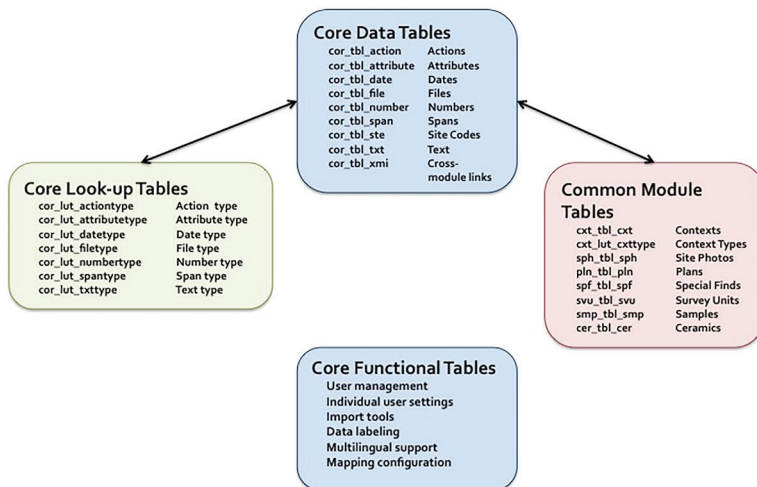 Core Data Tables
cor_tbl_action Actions
cor_tbl_attribute Attributes
cor_tbl_date Dates
cor_tbl_file Files
cor_tbl_number Numbers
cor_tbl_span Spans
cor_tbl_ste Site Codes
cor_tbl_txt Text
cor_tbl_xmi Cross-
module links
Core Look-up Tables
cor_lut_actiontype Action type
cor_lut_attributetype Attribute type
cor_lut_datetype Date type
cor_lut_filetype File type
cor_lut_numbertype Number type
cor_lut_spantype Span type
cor_lut_txttype Text type
Common Module
Tables
cxt_tbl_cxt Contexts
cxt_lut_cxttype Context Types
sph_tbl_sph Site Photos
pln_tbl_pln Plans
spf_tbl_spf Special Finds
svu_tbl_svu Survey Units
smp_tbl_smp Samples
cer_tbl_cer Ceramics
Core Functional Tables
User management
Individual user settings
Import tools
Data labeling
Multilingual support
Mapping configuration